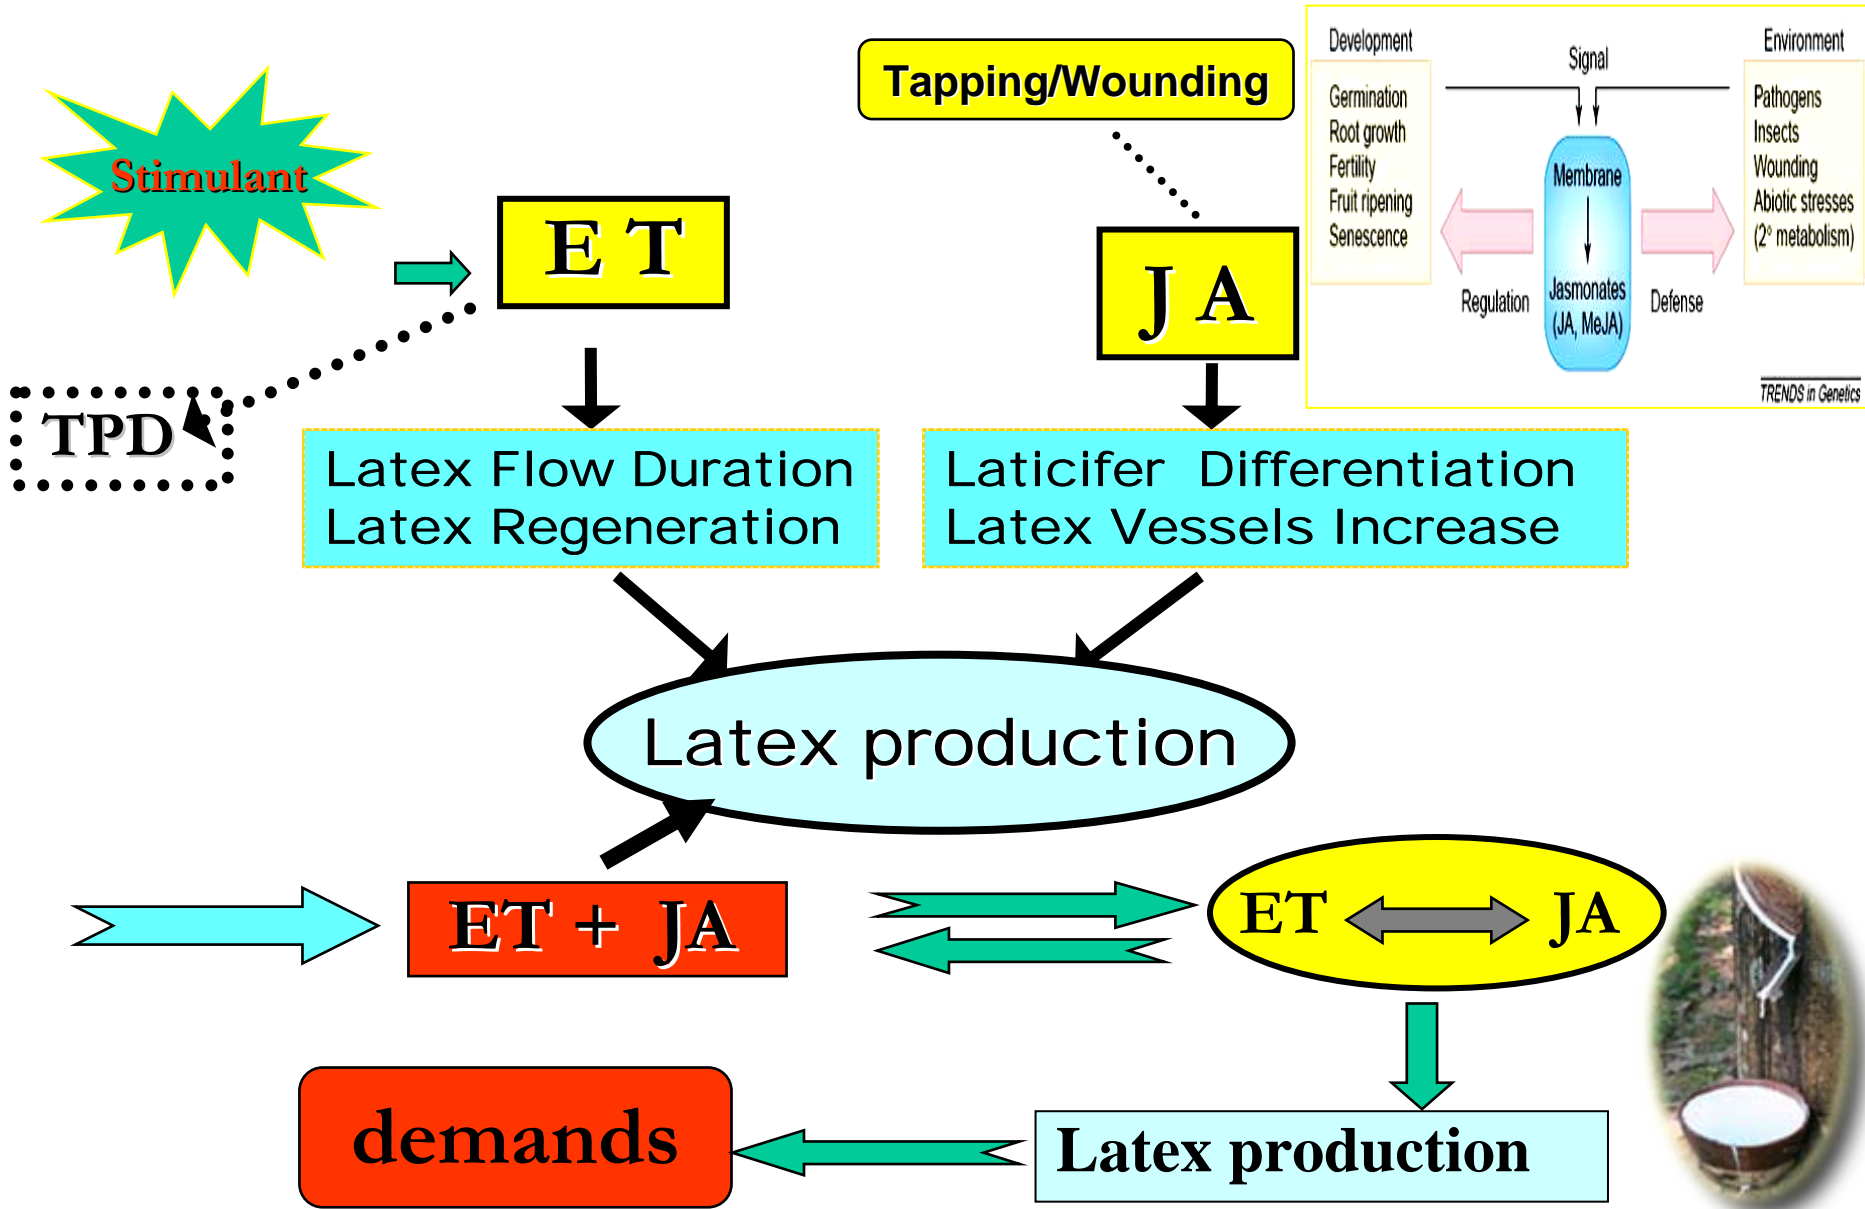 Stimulant
Tapping/Wounding
E T
J A
TPD
Latex Flow Duration
Latex Regeneration
Laticifer Differentiation
Latex Vessels Increase
Development
Germination
Root growth
Fertility
Fruit ripening
Senescence
Signal
Membrane
Jasmonates
(JA, MeJA)
Regulation
Defense
Environment
Pathogens
Insects
Wounding
Abiotic stresses
(2° metabolism)
TRENDS in Genetics
Latex production
ET + JA
ET JA
demands
Latex production